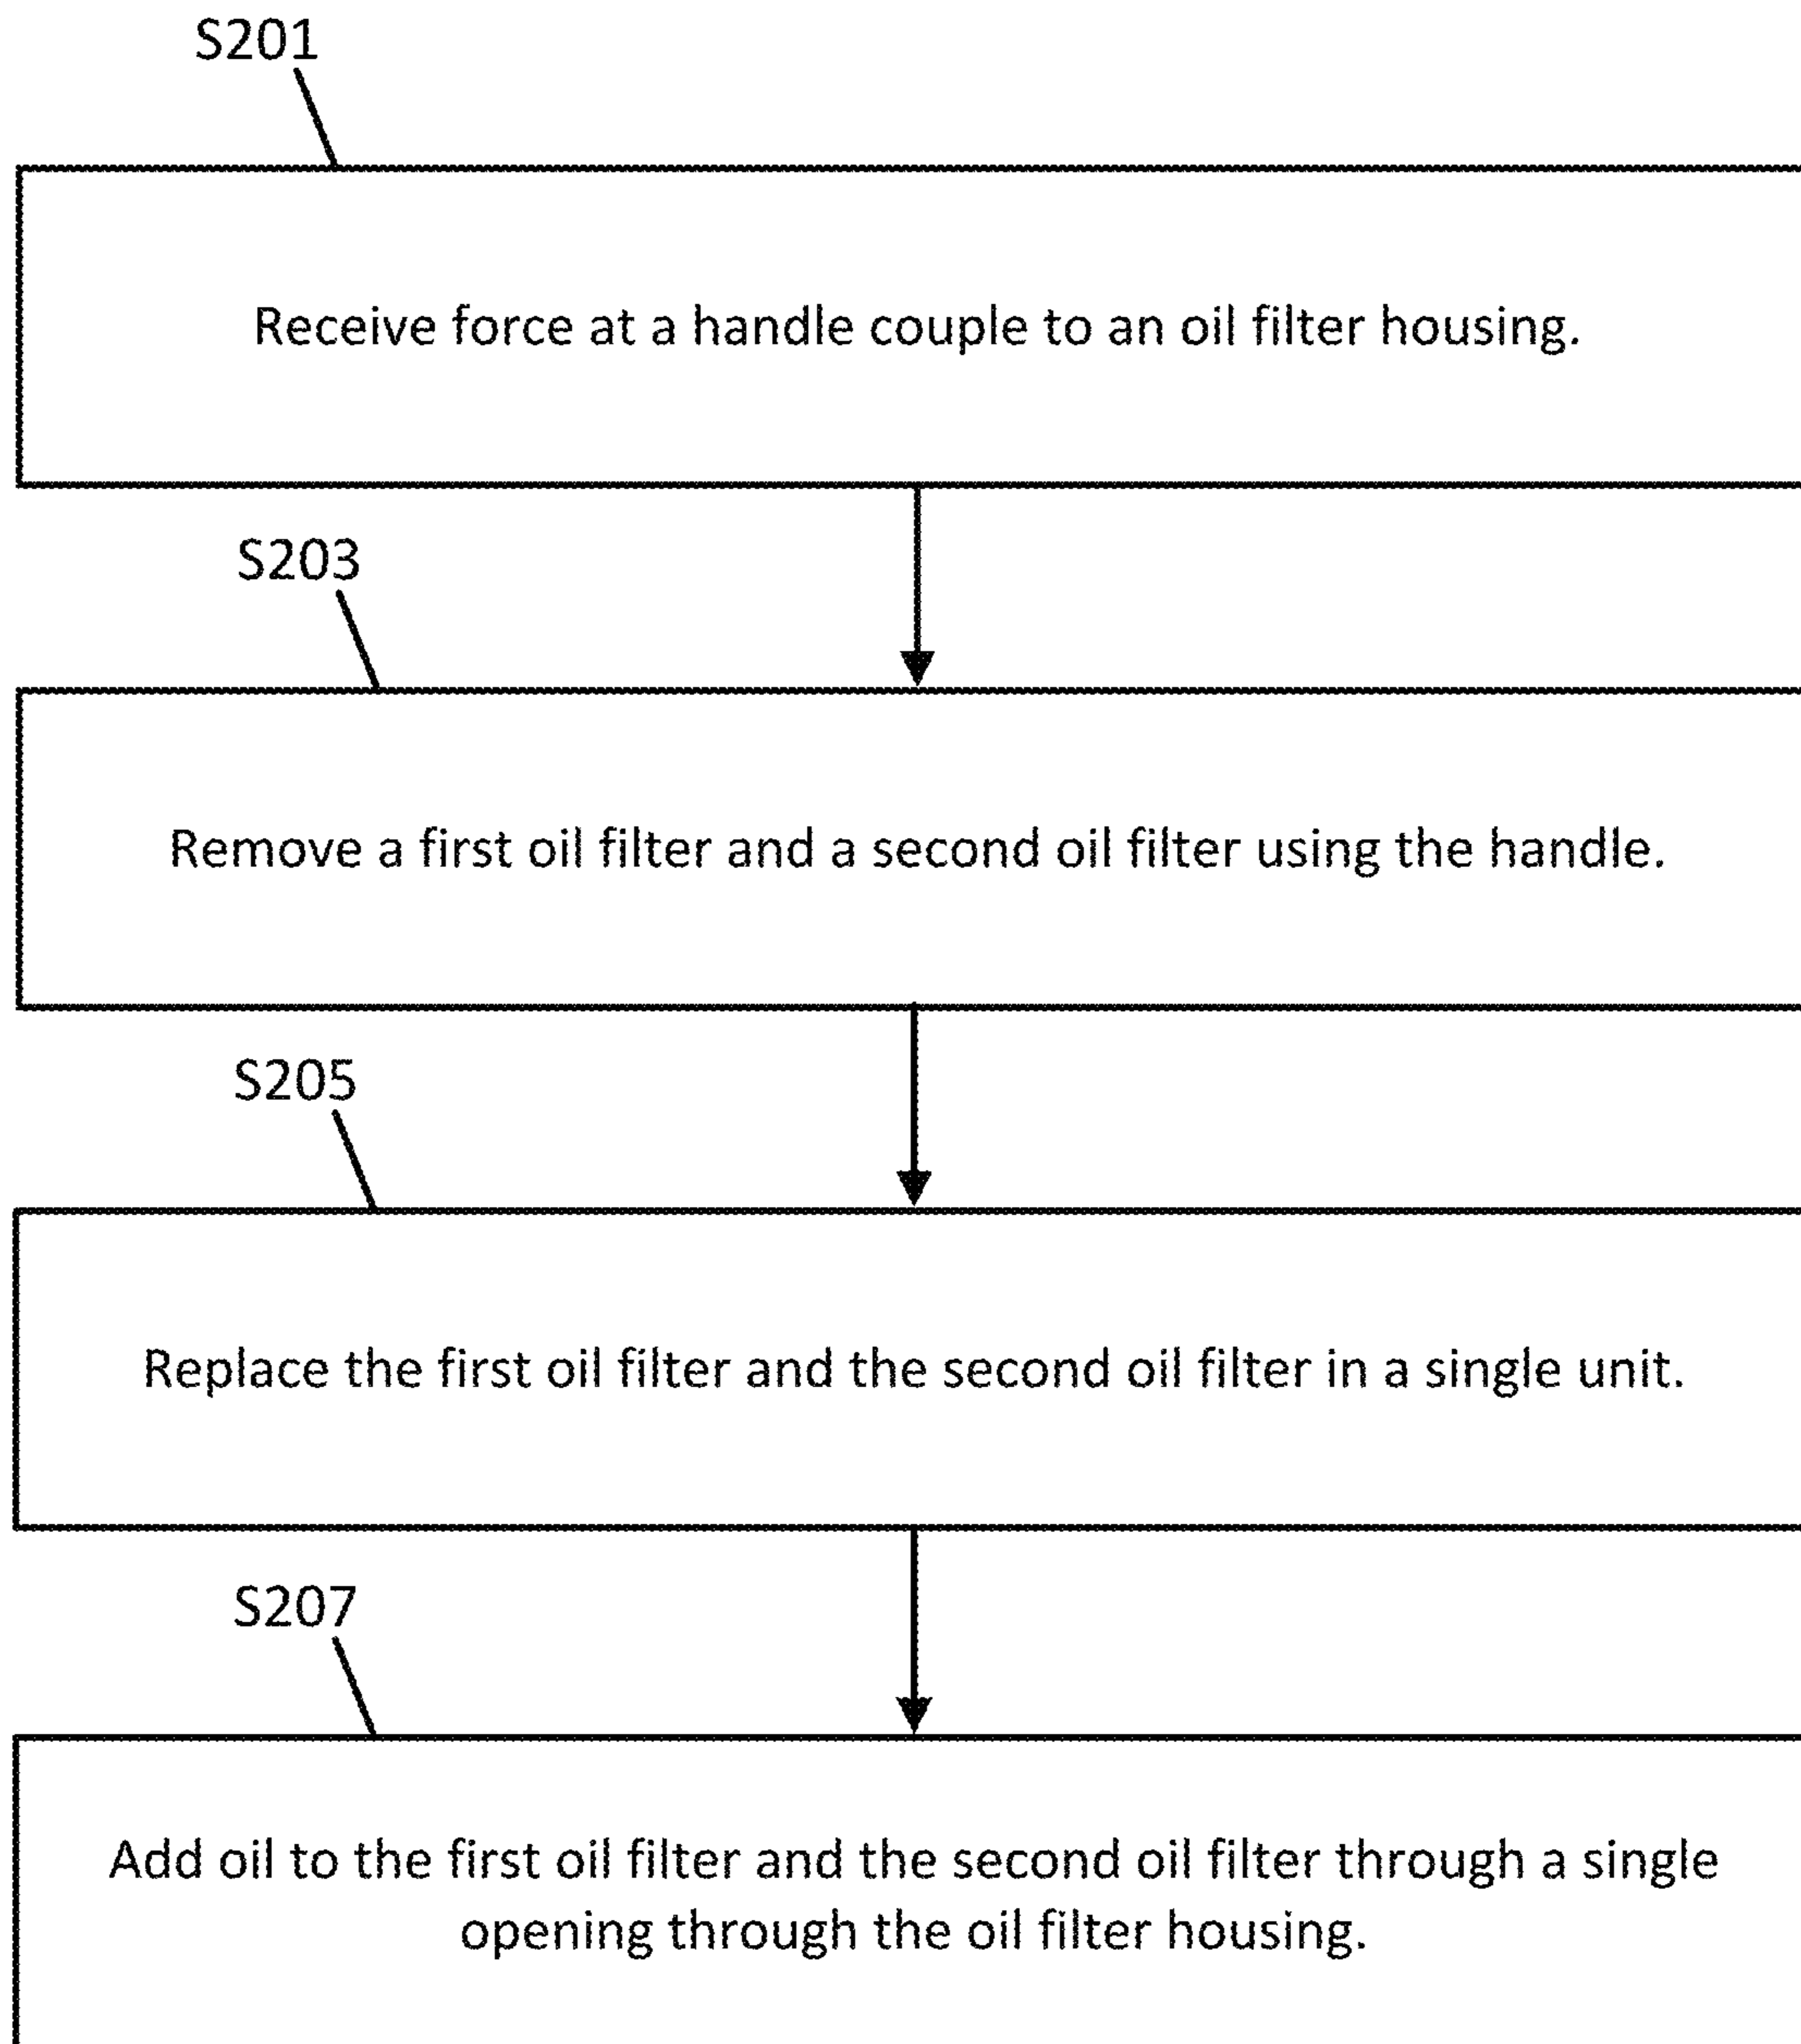 S201
Receive force at a handle couple to an oil filter housing.
S203
Remove a first oil filter and a second oil filter using the handle.
S205
Replace the first oil filter and the second oil filter in a single unit.
S207
Add oil to the first oil filter and the second oil filter through a single
opening through the oil filter housing.